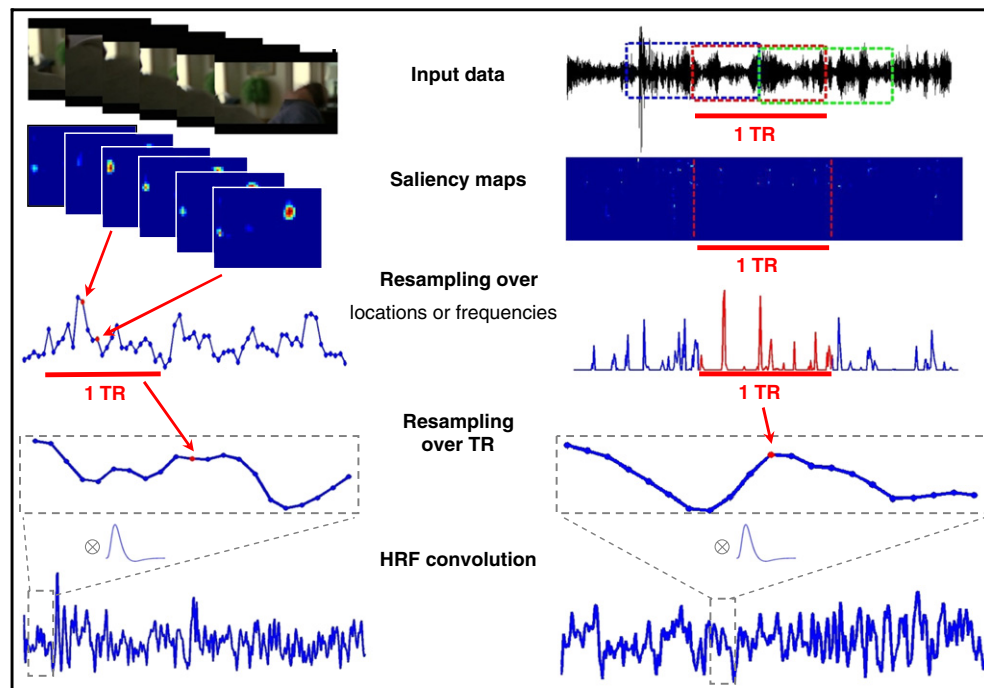 Input data
1 TR
Saliency maps
1 TR
Resampling over
locations or frequencies
1 TR
1 TR
Resampling
over TR
HRF convolution